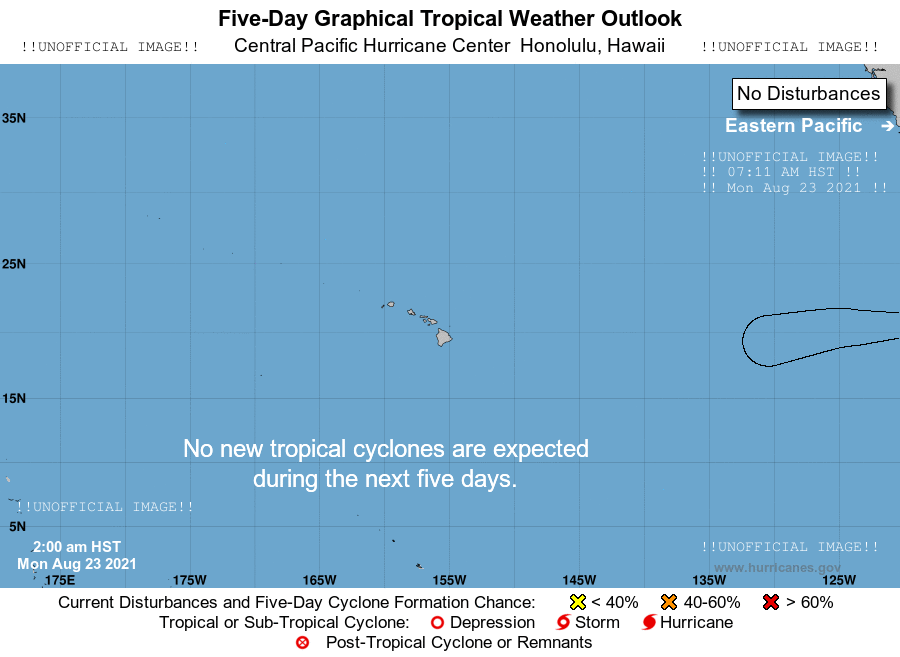 Five-Day Graphical Tropical Weather Outlook
!!UNOFFICIAL IMAGE!! Central Pacific Hurricane Center Honolulu, Hawaii !!UNOFFICIAL IMAGE!!
No Disturbances
35N
Eastern Pacific
!!UNOFFICIAL IMAGE!!
!! 07:11 AM HST !!
!! Mon Aug 23 2021 !!
25N
15N
No new tropical cyclones are expected
during the next five days.
!!UNOFFICIAL IMAGE!!
5N
2:00 am HST
!!UNOFFICIAL IMAGE!!
Mon Aug 23 2021
www.hurricanes.gov
175E 175W 165W 155W 145W 135W 125W
Current Disturbances and Five-Day Cyclone Formation Chance: < 40% 40-60% > 60%
Tropical or Sub-Tropical Cyclone: Depression Storm Hurricane
Post-Tropical Cyclone or Remnants